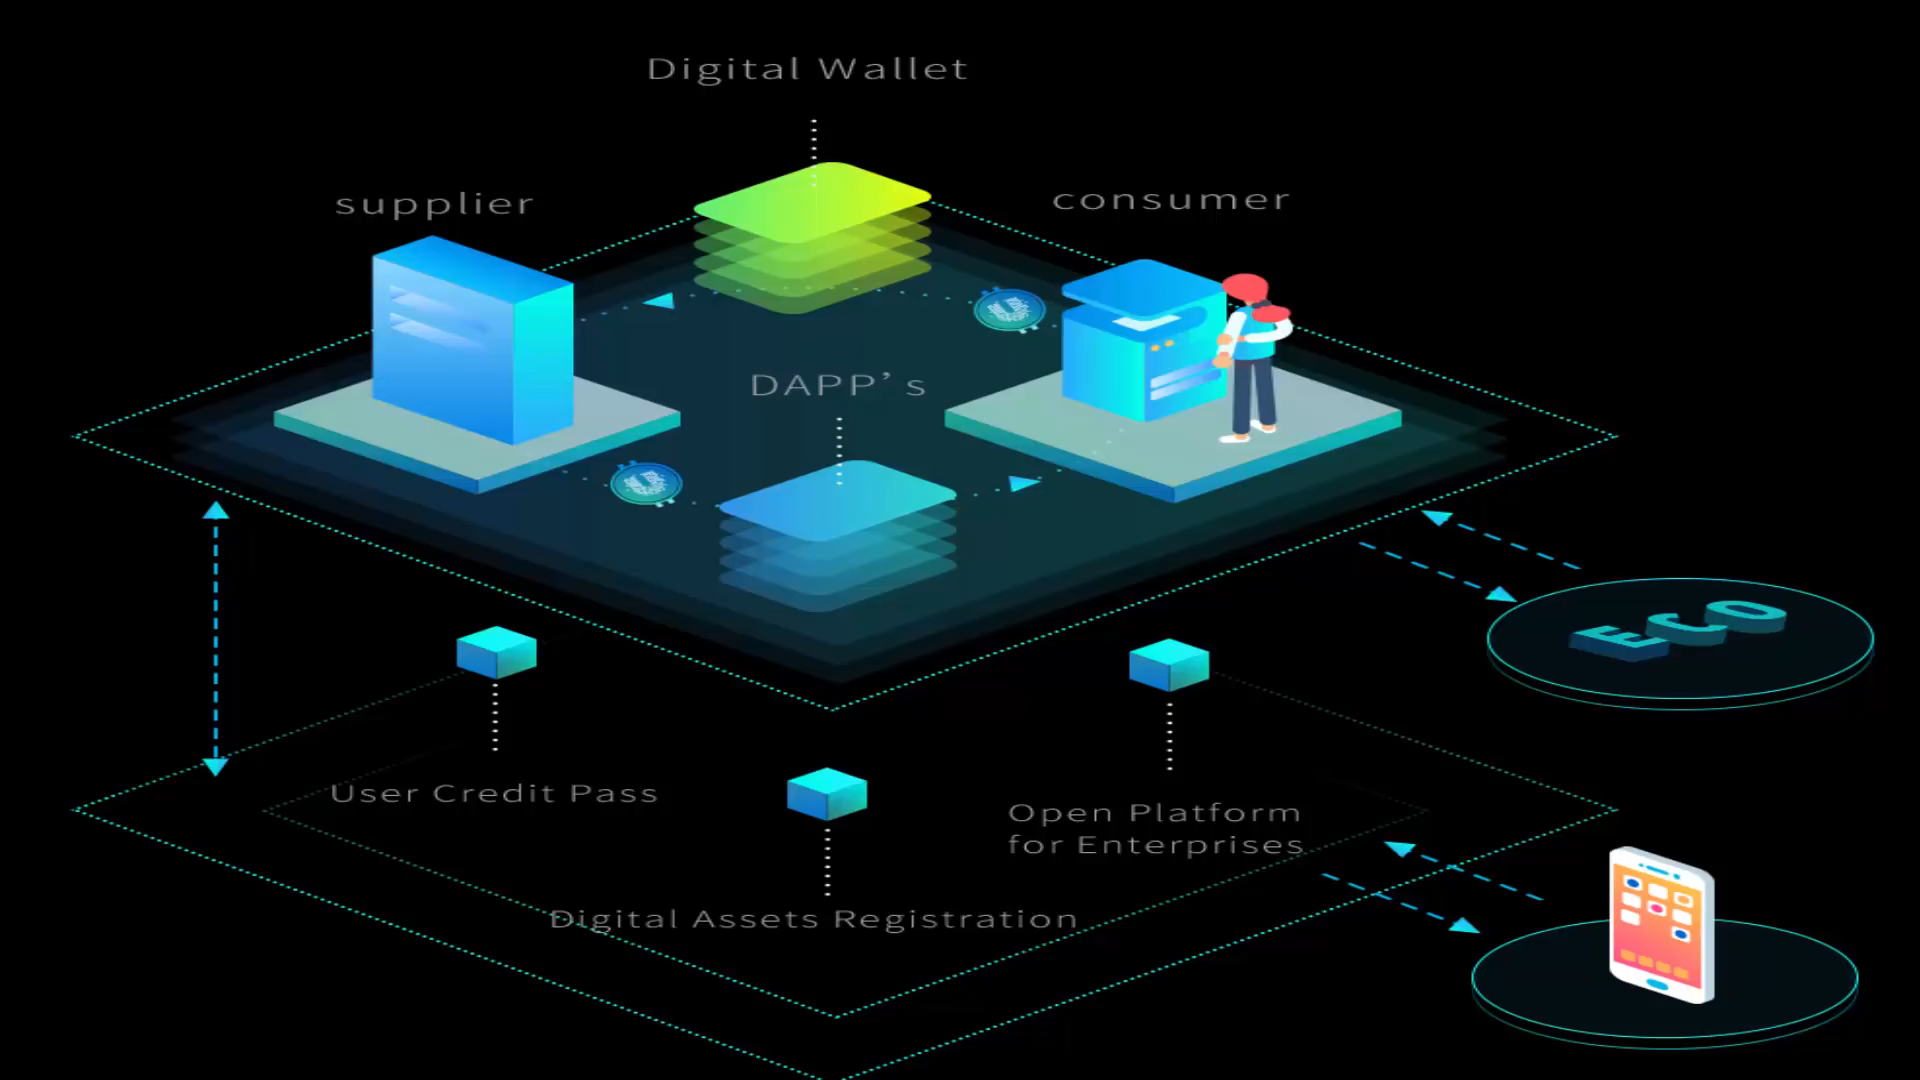 Digital Wallet
supplier
consumer
DAPP's
ECO
User Credit Pass
Open Platform
for Enterprises
Digital Assets Registration